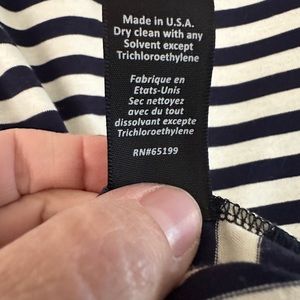 Made in U.S.A.
Dry clean with any
Solvent except
Trichloroethylene
Fabrique en
Etats-Unis
Sec nettoyez
avec du tout
dissolvant excepte
Trichloroethylene
RN#65199